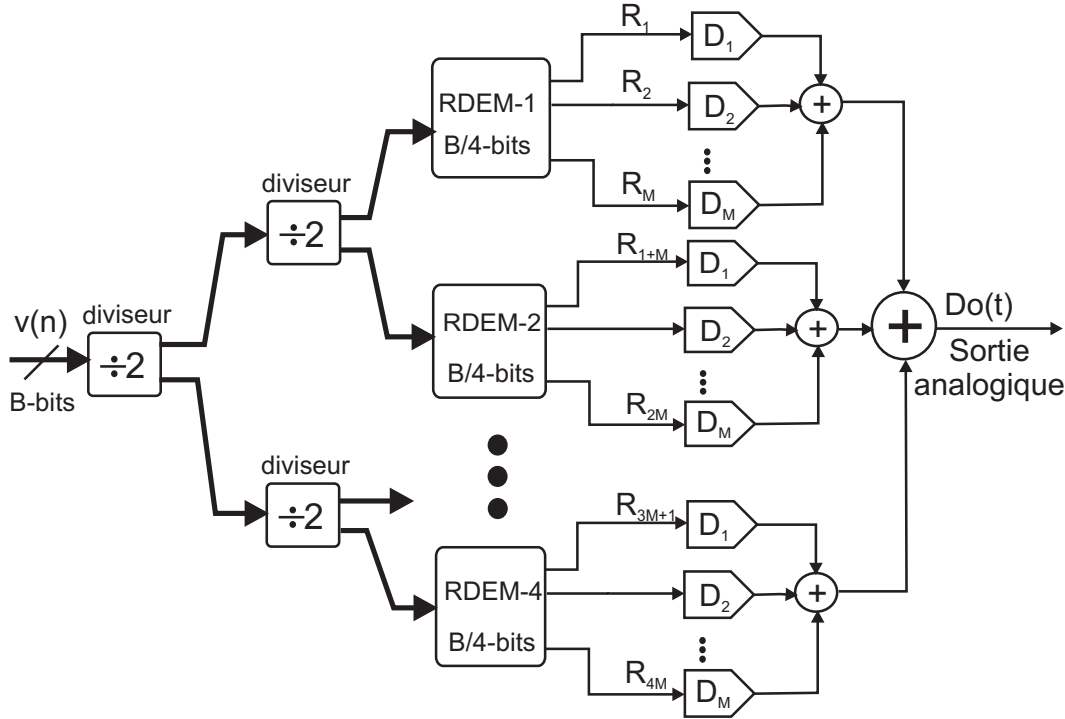 v(n)
B-bits
diviseur
÷2
diviseur
÷2
diviseur
÷2
RDEM-1
B/4-bits
R1
D1
R2
D2
RM
DM
+
RDEM-2
B/4-bits
R1+M
D1
D2
R2M
DM
+
RDEM-4
B/4-bits
R3M+1
D1
D2
R4M
DM
+
+
Do(t)
Sortie
analogique